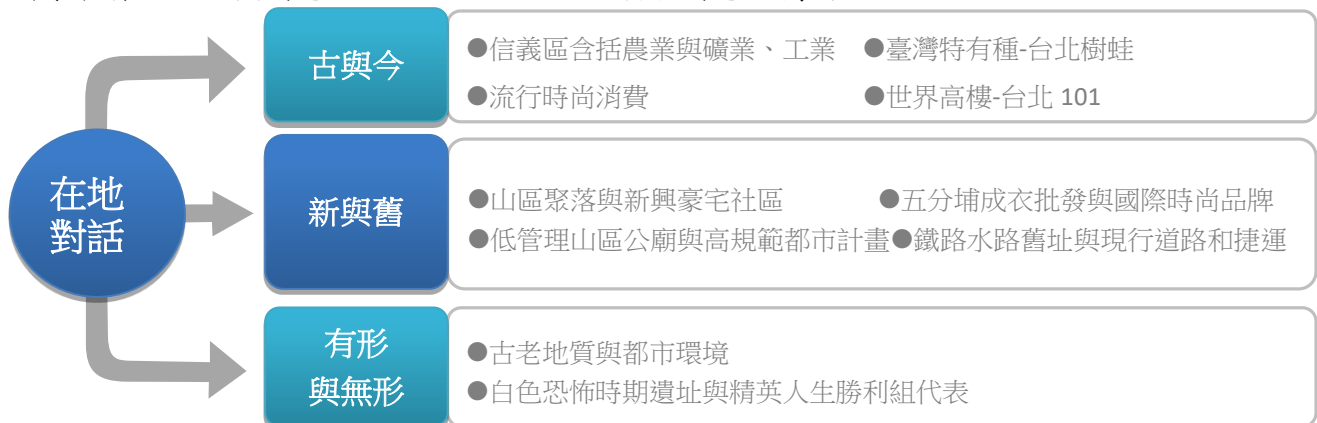 在地
對話
古與今
●信義區含括農業與礦業、工業 ●臺灣特有種-台北樹蛙
●流行時尚消費 ●世界高樓-台北 101
新與舊
●山區聚落與新興豪宅社區 ●五分埔成衣批發與國際時尚品牌
●低管理山區公廟與高規範都市計畫●鐵路水路舊址與現行道路和捷運
有形
與無形
●古老地質與都市環境
●白色恐怖時期遺址與精英人生勝利組代表